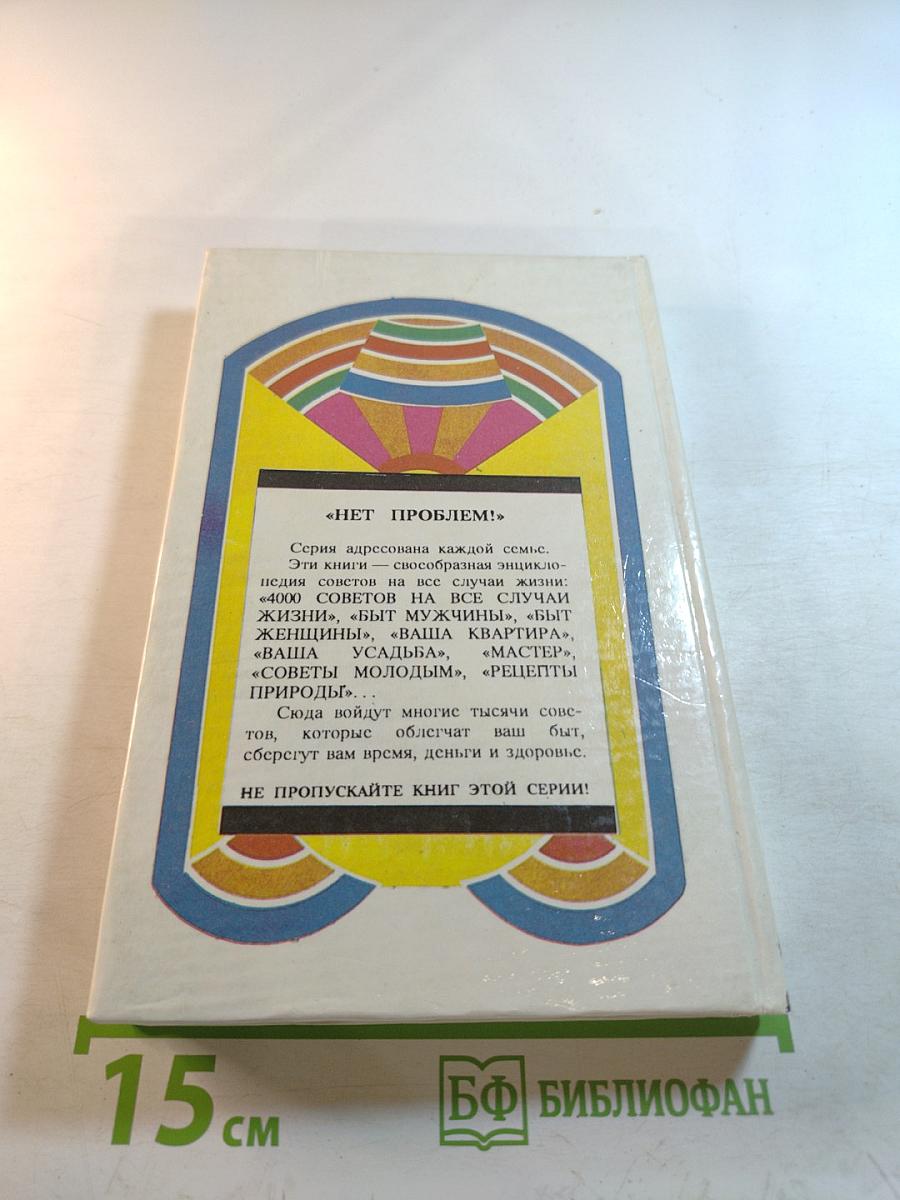 «НЕТ ПРОБЛЕМ!»
Серия адресована каждой семье.
Эти книги — своеобразная энцикло-
педия советов на все случаи жизни:
«4000 СОВЕТОВ НА ВСЕ СЛУЧАИ
ЖИЗНИ», «БЫТ МУЖЧИНЫ», «БЫТ
ЖЕНЩИНЫ», «ВАША КВАРТИРА»,
«ВАША УСАДЬБА», «МАСТЕР»,
«СОВЕТЫ МОЛОДЫМ», «РЕЦЕПТЫ
ПРИРОДЫ»...
Сюда войдут многие тысячи сове-
тов, которые облегчат ваш быт,
сберегут вам время, деньги и здоровье.
НЕ ПРОПУСКАЙТЕ КНИГ ЭТОЙ СЕРИИ!
15 см
БФ БИБЛИОФАН